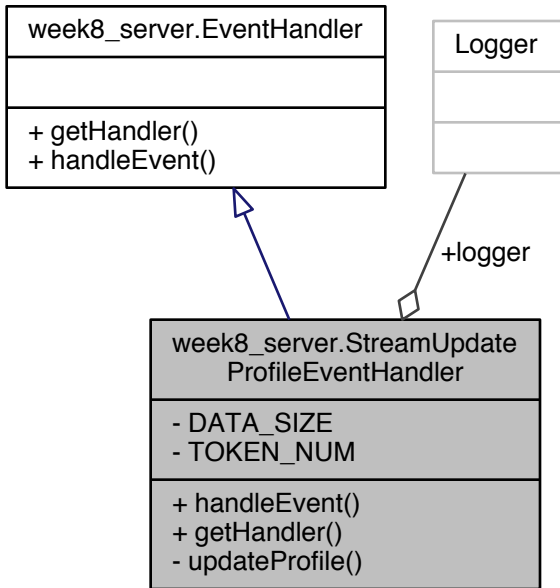 week8_server.EventHandler
+ getHandler()
+ handleEvent()
Logger
+logger
week8_server.StreamUpdate
ProfileEventHandler
- DATA_SIZE
- TOKEN_NUM
+ handleEvent()
+ getHandler()
- updateProfile()